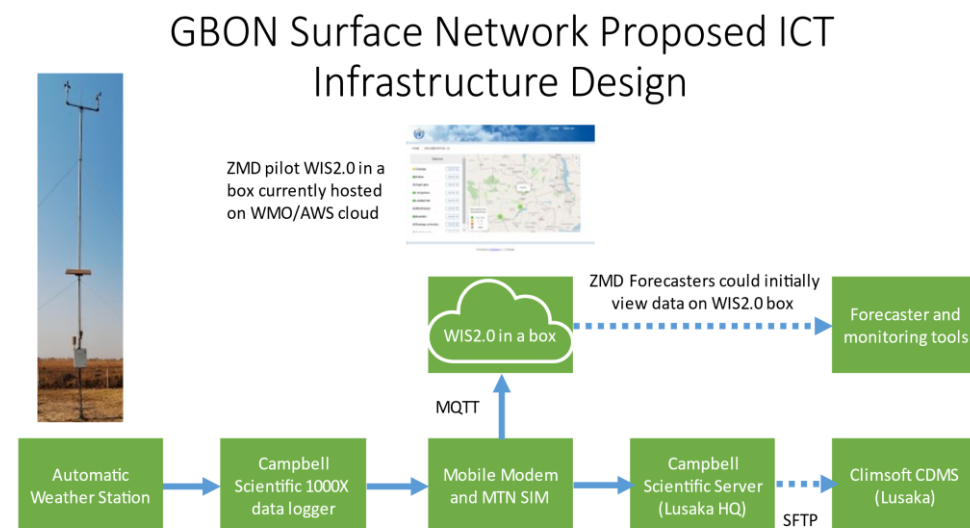 GBON Surface Network Proposed ICT
Infrastructure Design
ZMD pilot WIS2.0 in a
box currently hosted
on WMO/AWS cloud
ZMD Forecasters could initially
view data on WIS2.0 box
WIS2.0 in a box
Forecaster and
monitoring tools
MQTT
Automatic
Weather Station
Campbell
Scientific 1000X
data logger
Mobile Modem
and MTN SIM
Campbell
Scientific Server
(Lusaka HQ)
SFTP
Climsoft CDMS
(Lusaka)